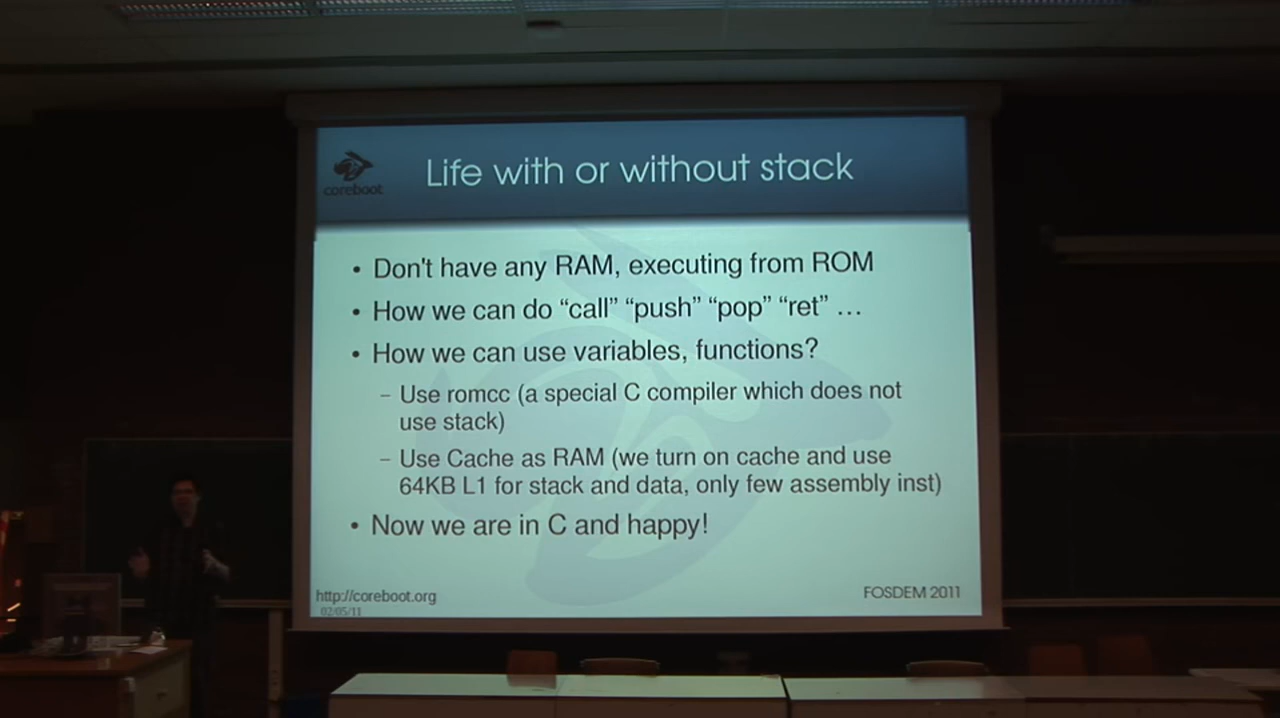 coreboot
Life with or without stack
• Don't have any RAM, executing from ROM
• How we can do “call” “push” “pop” “ret” …
• How we can use variables, functions?
– Use romcc (a special C compiler which does not
use stack)
– Use Cache as RAM (we turn on cache and use
64KB L1 for stack and data, only few assembly inst)
• Now we are in C and happy!
http://coreboot.org
FOSDEM 2011
02/05/11